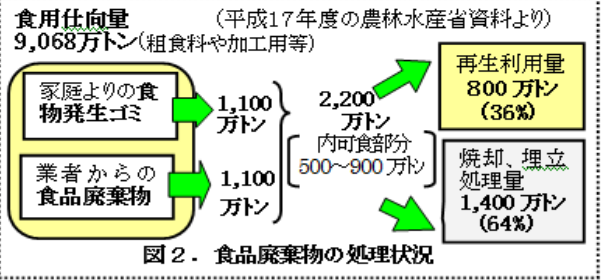 食用仕向量　(平成17年度の農林水産省資料より)
9,068万トン(粗食料や加工用等)
家庭よりの食
物発生ゴミ
1,100
万トン
業者からの
食品廃棄物
1,100
万トン
2,200
万トン
内可食部分
500～900万トン
再生利用量
800 万トン
(36%)
焼却、埋立
処理量
1,400 万トン
(64%)
図２．食品廃棄物の処理状況